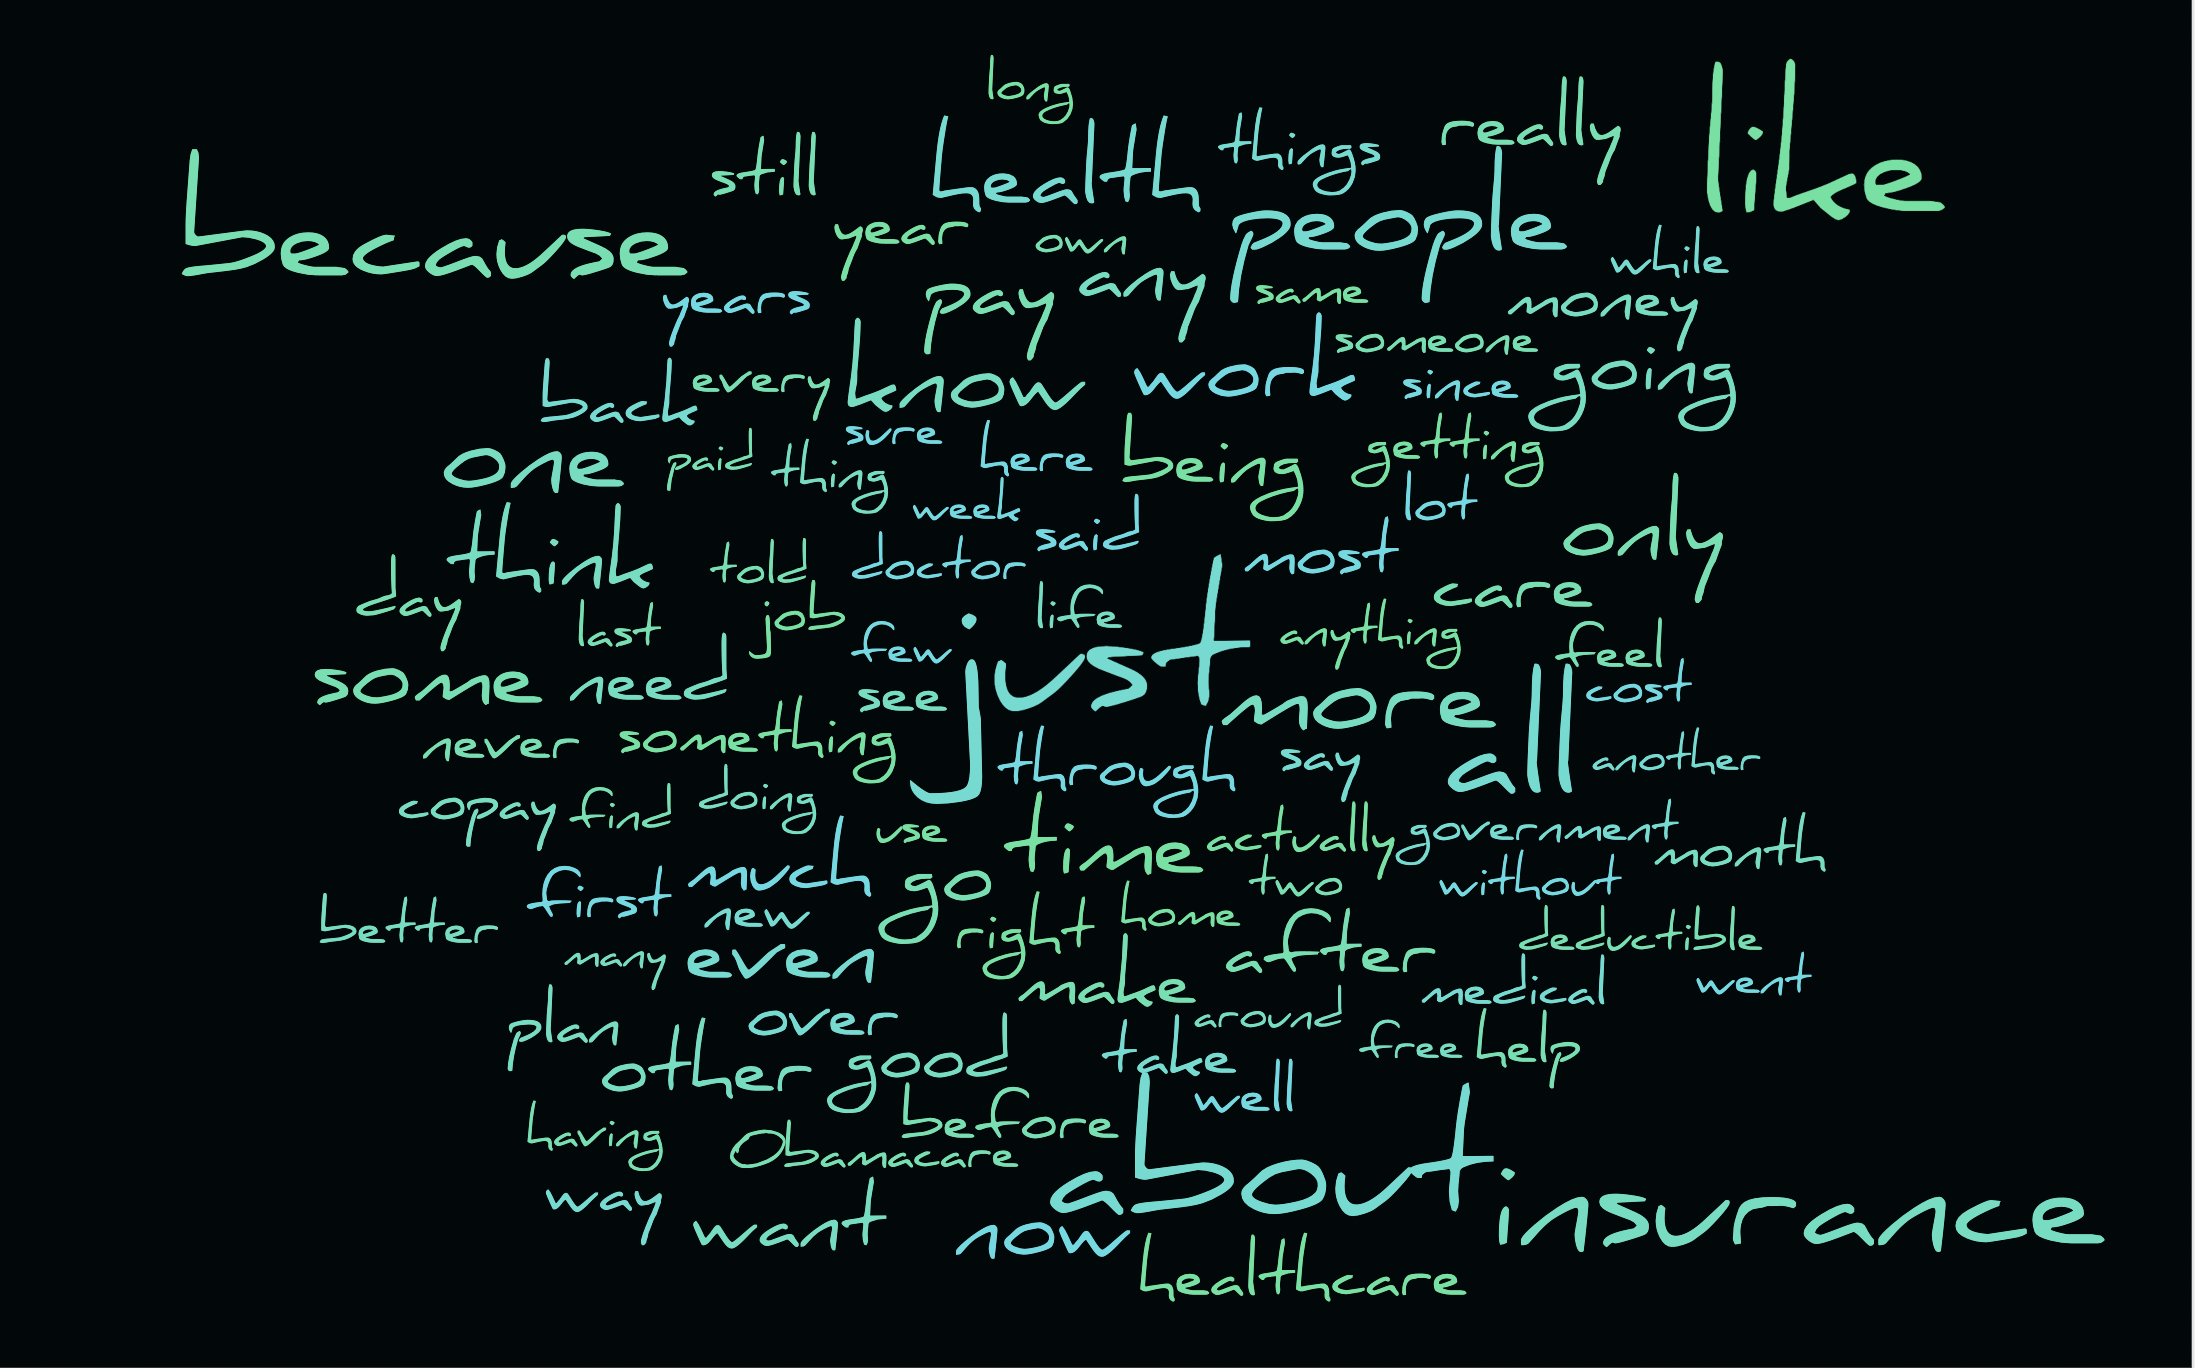 long
because still health things really like
year own any people while
years pay same money
back every know work someone since going
one paid thing sure here being getting
week said lot
think told doctor most only
day last job few life anything care feel
some need see just more all cost
never something through say another
copay find doing use time actually government month
better first much go two without
new right home after deductible
many even make medical went
plan over around
other good take free help
having Obamacare before well
way want now about insurance
healthcare